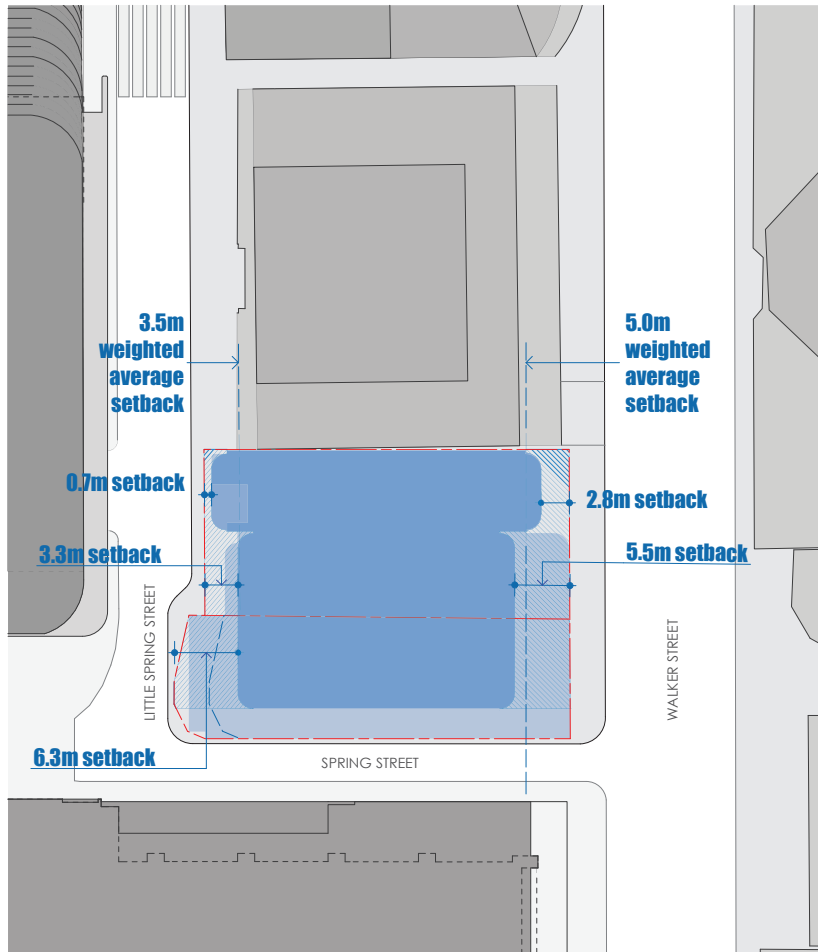 3.5m
weighted
average
setback
5.0m
weighted
average
setback
0.7m setback
2.8m setback
3.3m setback
5.5m setback
LITTLE SPRING STREET
WALKER STREET
6.3m setback
SPRING STREET